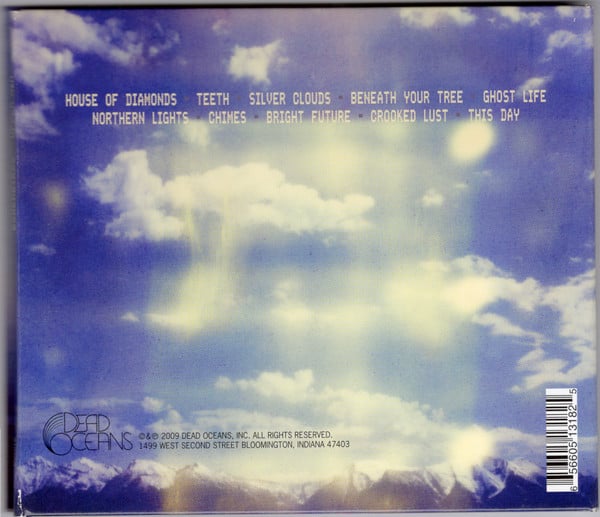 HOUSE OF DIAMONDS • TEETH • SILVER CLOUDS • BENEATH YOUR TREE • GHOST LIFE
NORTHERN LIGHTS • CHIMES • BRIGHT FUTURE • CROOKED LUST • THIS DAY
DEAD
OCEANS
©&℗ 2009 DEAD OCEANS, INC. ALL RIGHTS RESERVED.
1499 WEST SECOND STREET BLOOMINGTON, INDIANA 47403
6 56605 13182 5